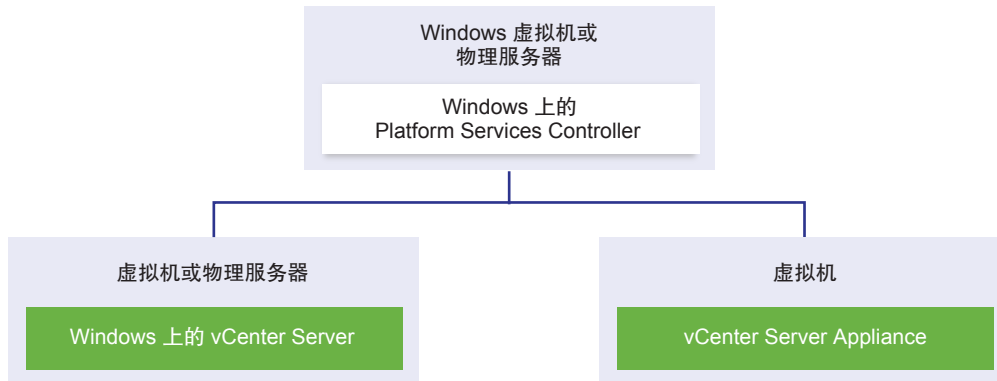 Windows 虚拟机或
物理服务器
Windows 上的
Platform Services Controller
虚拟机或物理服务器
Windows 上的 vCenter Server
虚拟机
vCenter Server Appliance